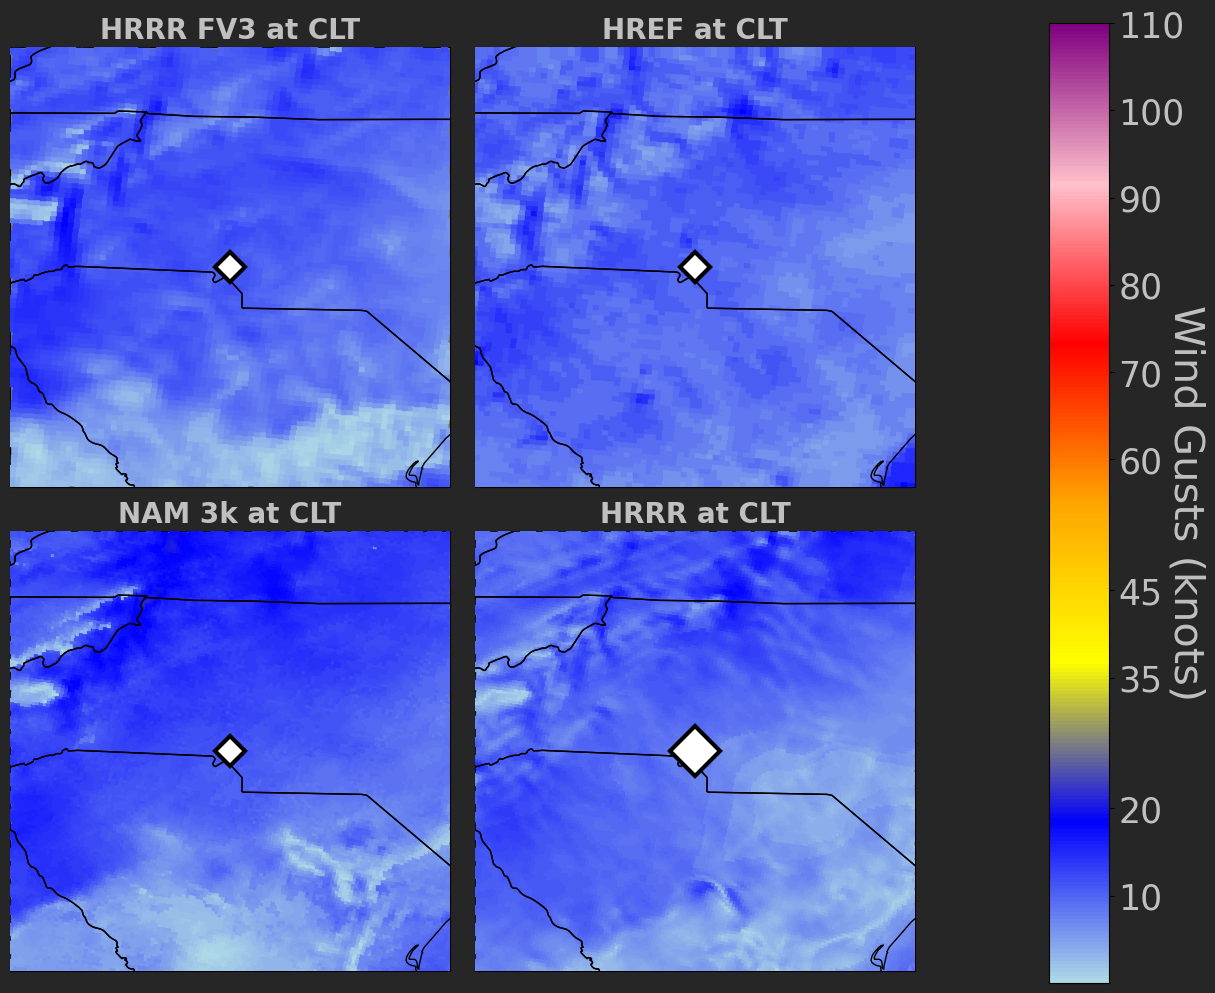 HRRR FV3 at CLT
HREF at CLT
NAM 3k at CLT
HRRR at CLT
110
100
90
80
70
60
45
35
20
10
Wind Gusts (knots)